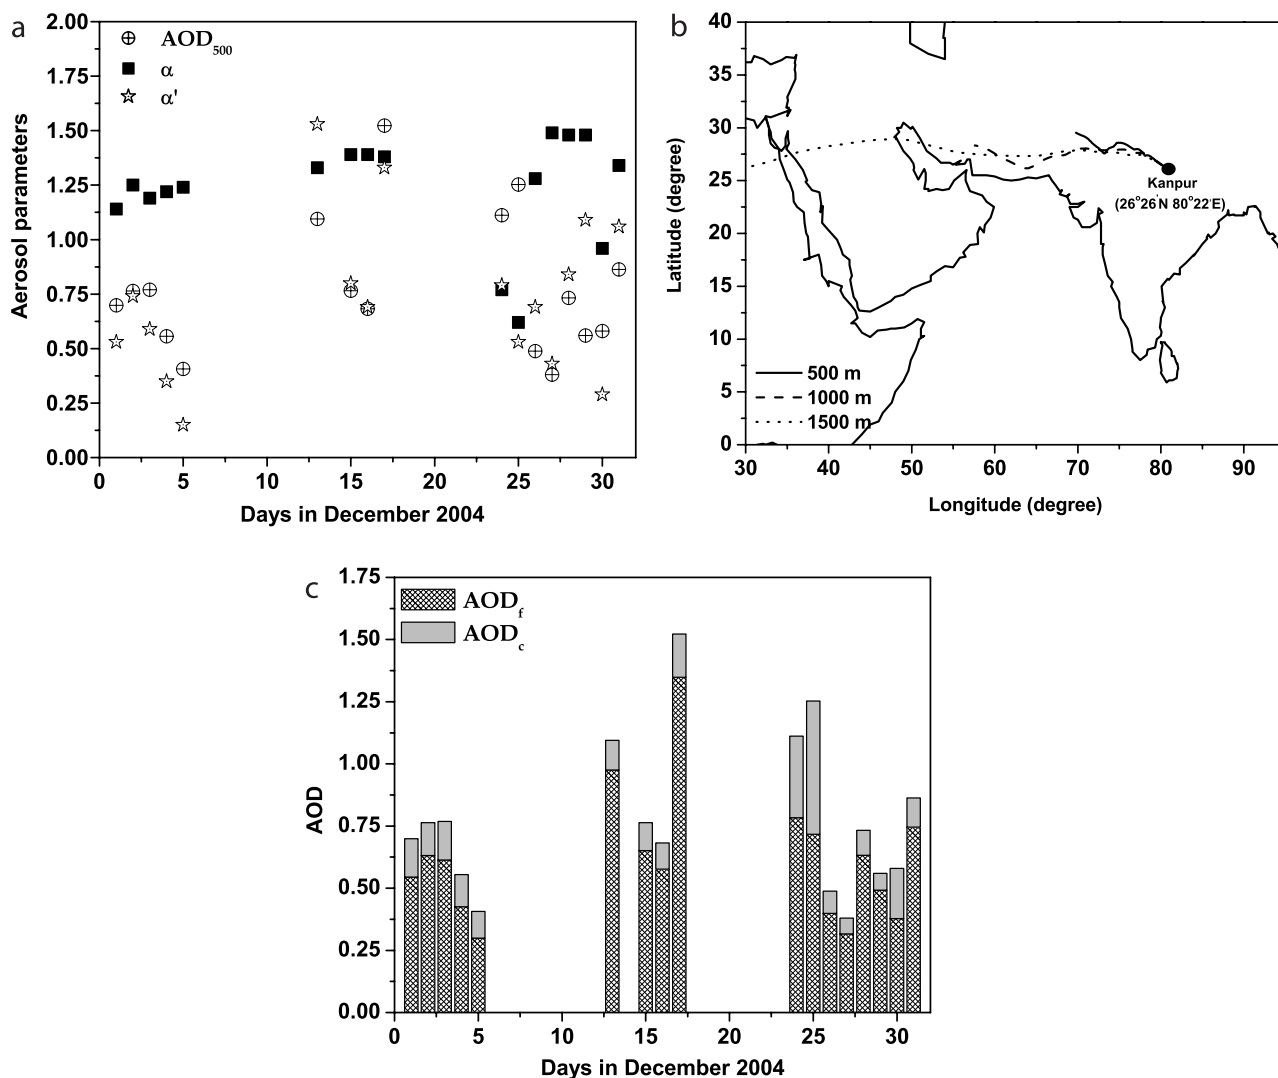 a
2.00
1.75
1.50
1.25
1.00
0.75
0.50
0.25
0.00
Aerosol parameters
AOD500
α
α'
0 5 10 15 20 25 30
Days in December 2004
b
40
35
30
25
20
15
10
5
0
Latitude (degree)
Kanpur
(26°26'N 80°22'E)
500 m
1000 m
1500 m
30 40 50 60 70 80 90
Longitude (degree)
c
1.75
1.50
1.25
1.00
0.75
0.50
0.25
0.00
AOD
AODf
AODc
0 5 10 15 20 25 30
Days in December 2004